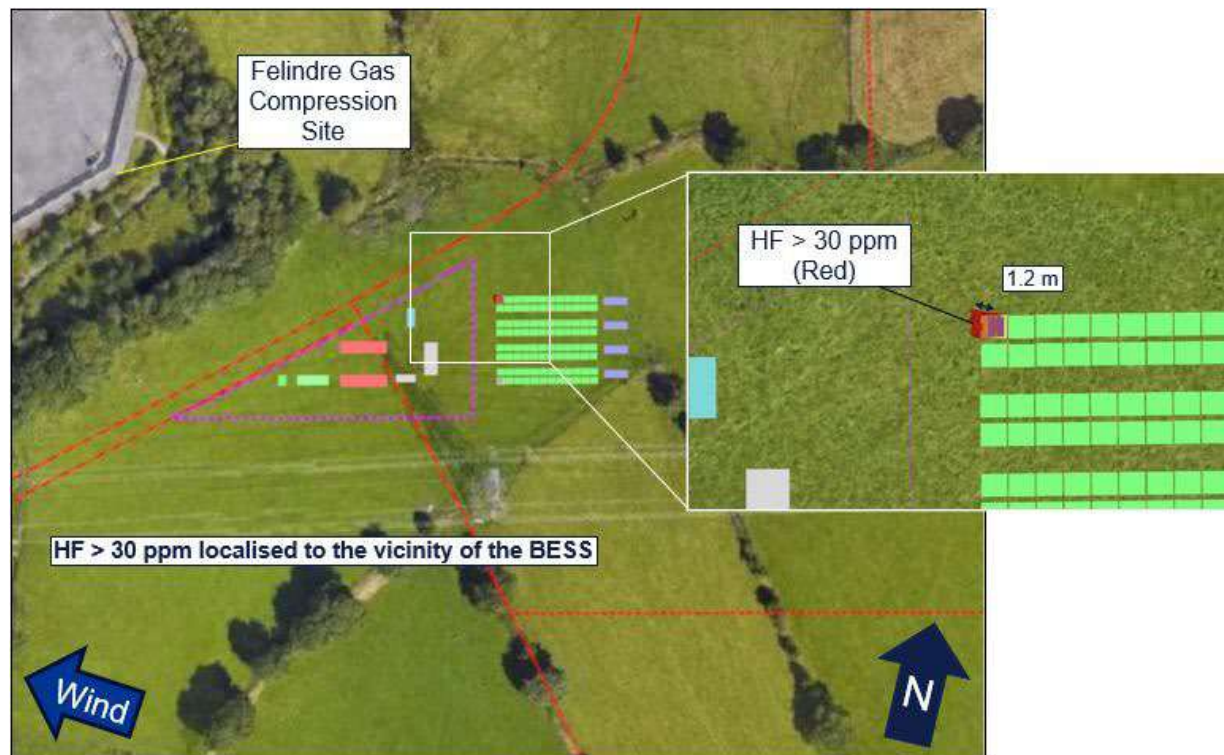 Felindre Gas
Compression
Site
HF > 30 ppm
(Red)
1.2 m
HF > 30 ppm localised to the vicinity of the BESS
Wind
N